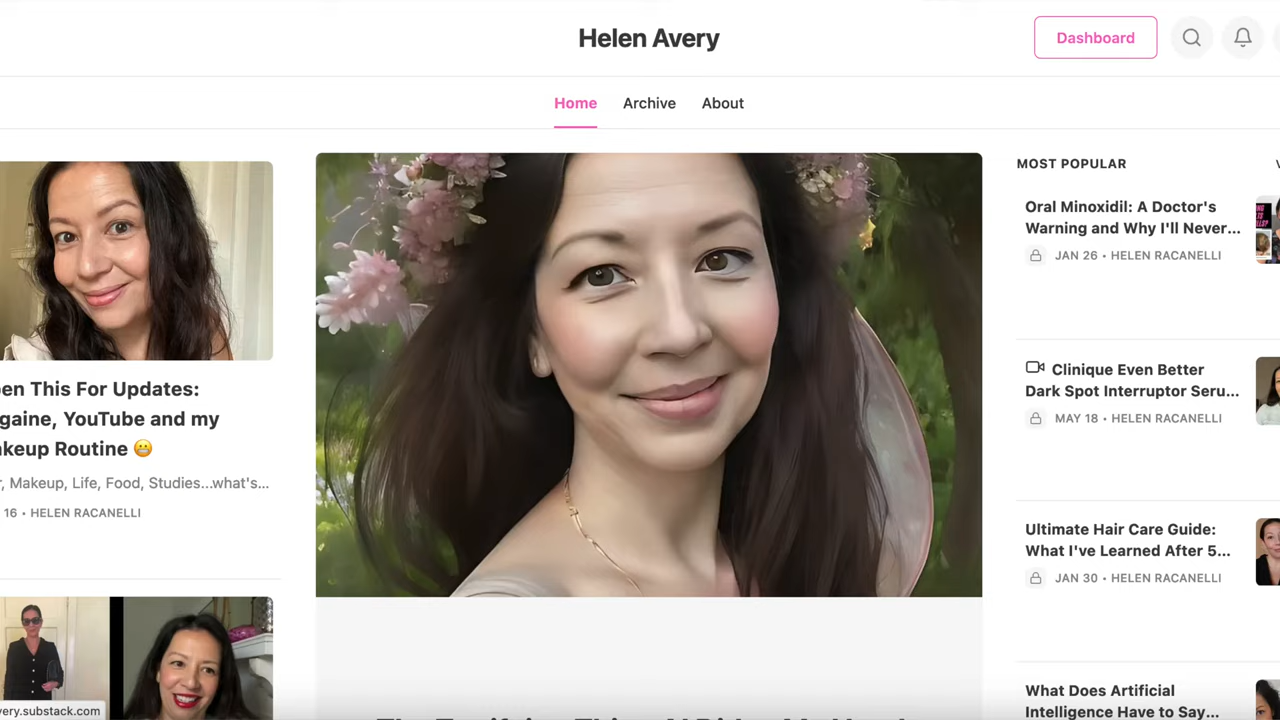 Helen Avery
Dashboard
Home
Archive
About
en This For Updates:
gaine, YouTube and my
keup Routine 😬
, Makeup, Life, Food, Studies...what's...
16 • HELEN RACANELLI
very.substack.com
MOST POPULAR
Oral Minoxidil: A Doctor's
Warning and Why I'll Never...
JAN 26 • HELEN RACANELLI
Clinique Even Better
Dark Spot Interruptor Seru...
MAY 18 • HELEN RACANELLI
Ultimate Hair Care Guide:
What I've Learned After 5...
JAN 30 • HELEN RACANELLI
What Does Artificial
Intelligence Have to Say...